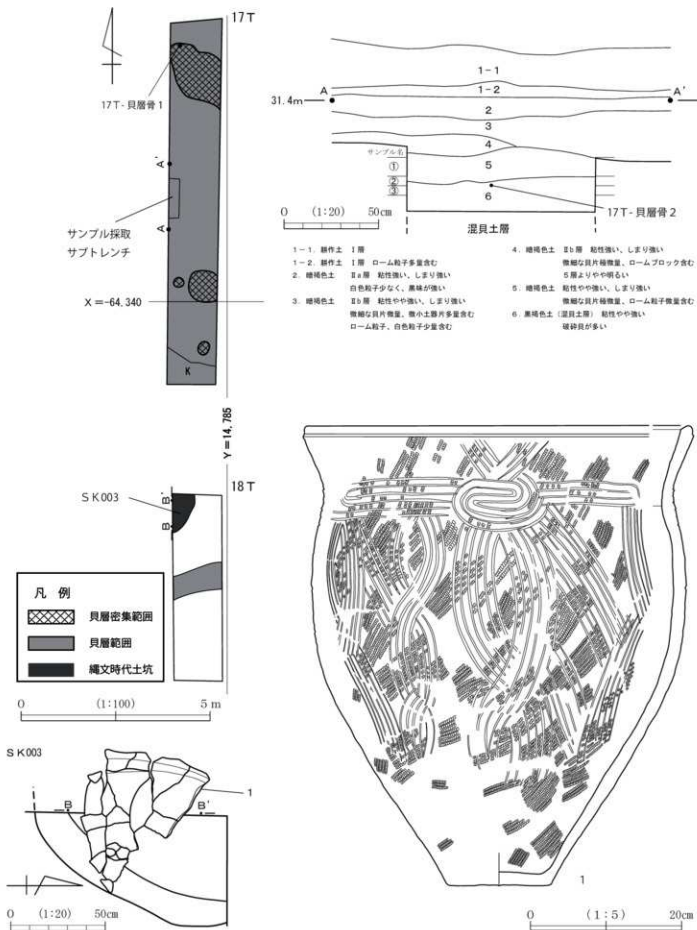 17T
17T-貝層骨1
A'
サンプル採取
サブトレンチ
A
X=-64,340
K
Y=14,785
1-1
1-2
31.4m
A
A'
2
3
4
サンプル名
①
②
③
5
6
17T-貝層骨2
0 (1:20) 50cm
混貝土層
1-1. 耕作土 Ⅰ層
1-2. 耕作土 Ⅰ層 ローム粒子多量含む
2. 暗褐色土 Ⅱa層 粘性強い、しまり強い
白色粒子少なく、黒味が強い
3. 暗褐色土 Ⅱb層 粘性やや強い、しまり強い
微細な貝片微量、微小土器片多量含む
ローム粒子、白色粒子少量含む
4. 暗褐色土 Ⅱb層 粘性強い、しまり強い
微細な貝片極微量、ロームブロック含む
5層よりやや明るい
5. 暗褐色土 粘性やや強い、しまり強い
微細な貝片極微量、ローム粒子微量含む
6. 黒褐色土(混貝土層) 粘性やや強い
破砕貝が多い
18T
SK003
B'
B
凡 例
貝層密集範囲
貝層範囲
縄文時代土坑
0 (1:100) 5m
SK003
1
B
B'
0 (1:20) 50cm
1
0 (1:5) 20cm